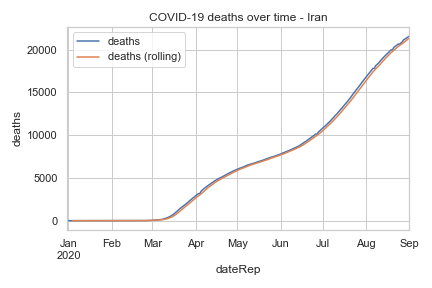 COVID-19 deaths over time - Iran
deaths
deaths (rolling)
deaths
20000
15000
10000
5000
0
Jan Feb Mar Apr May Jun Jul Aug Sep
2020
dateRep